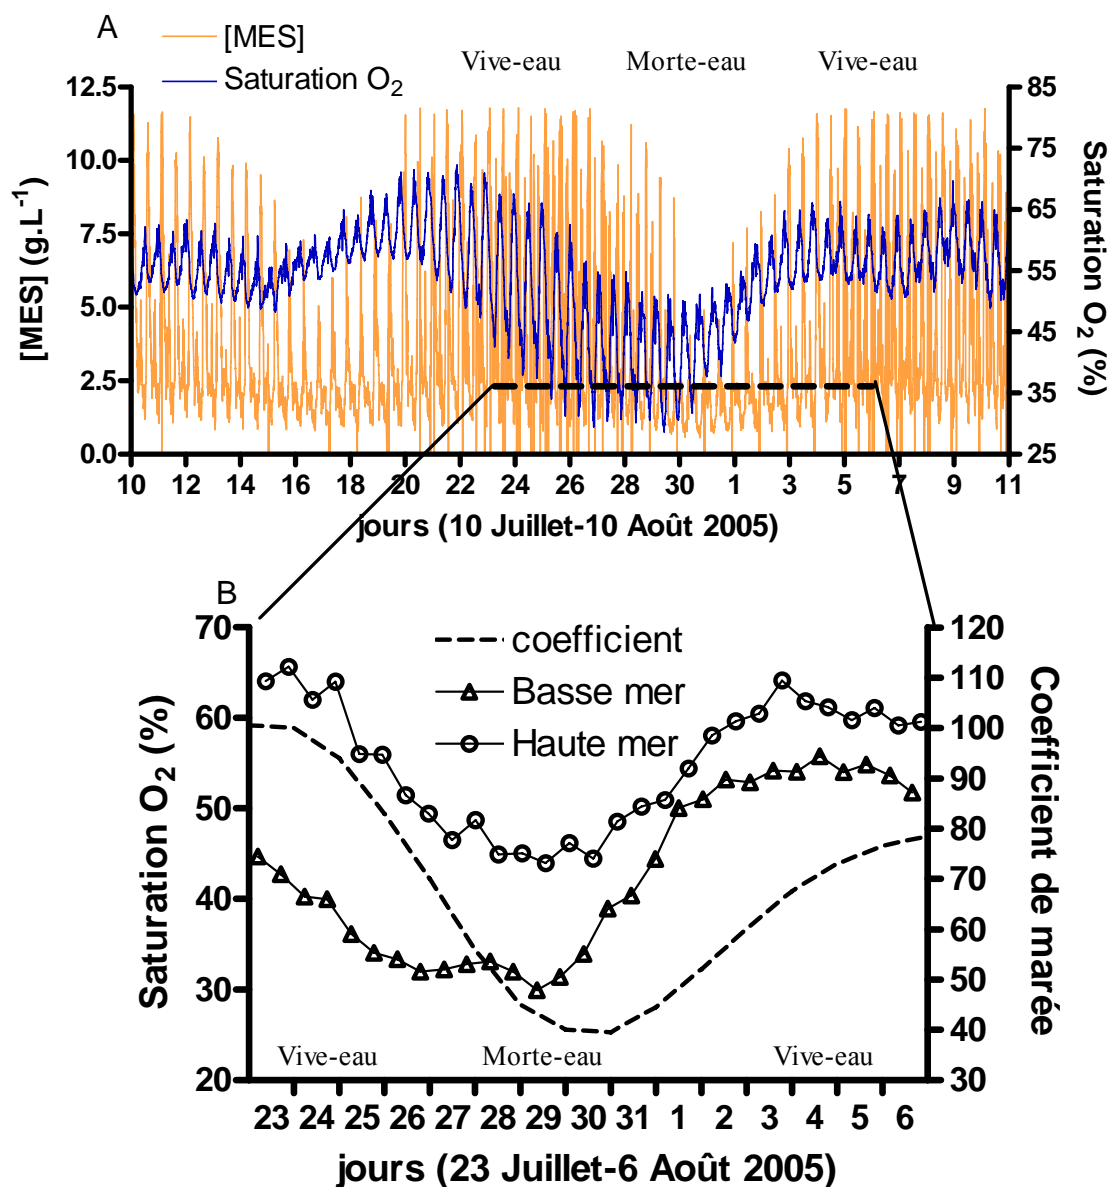 A
[MES]
Saturation O2
Vive-eau Morte-eau Vive-eau
12.5
10.0
7.5
5.0
2.5
0.0
[MES] (g.L-1)
85
75
65
55
45
35
25
Saturation O2 (%)
10 12 14 16 18 20 22 24 26 28 30 1 3 5 7 9 11
jours (10 Juillet-10 Août 2005)
B
coefficient
Basse mer
Haute mer
70
60
50
40
30
20
Saturation O2 (%)
120
110
100
90
80
70
60
50
40
30
Coefficient de marée
Vive-eau Morte-eau Vive-eau
23 24 25 26 27 28 29 30 31 1 2 3 4 5 6
jours (23 Juillet-6 Août 2005)